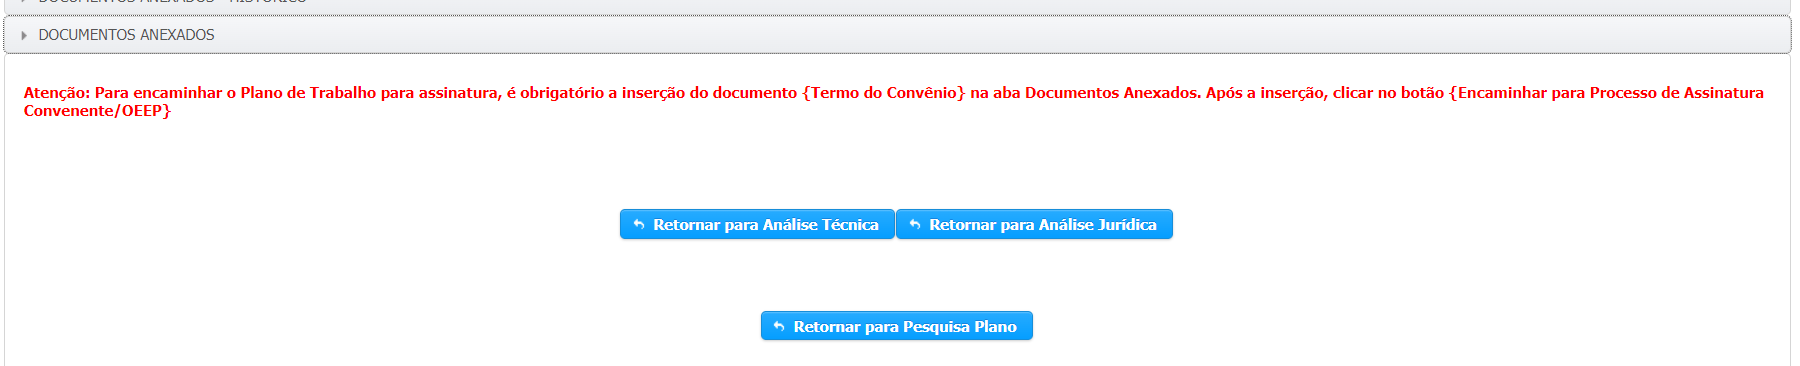 DOCUMENTOS ANEXADOS - HISTÓRICO
DOCUMENTOS ANEXADOS
Atenção: Para encaminhar o Plano de Trabalho para assinatura, é obrigatório a inserção do documento {Termo do Convênio} na aba Documentos Anexados. Após a inserção, clicar no botão {Encaminhar para Processo de Assinatura
Convenente/OEEP}
Retornar para Análise Técnica
Retornar para Análise Jurídica
Retornar para Pesquisa Plano